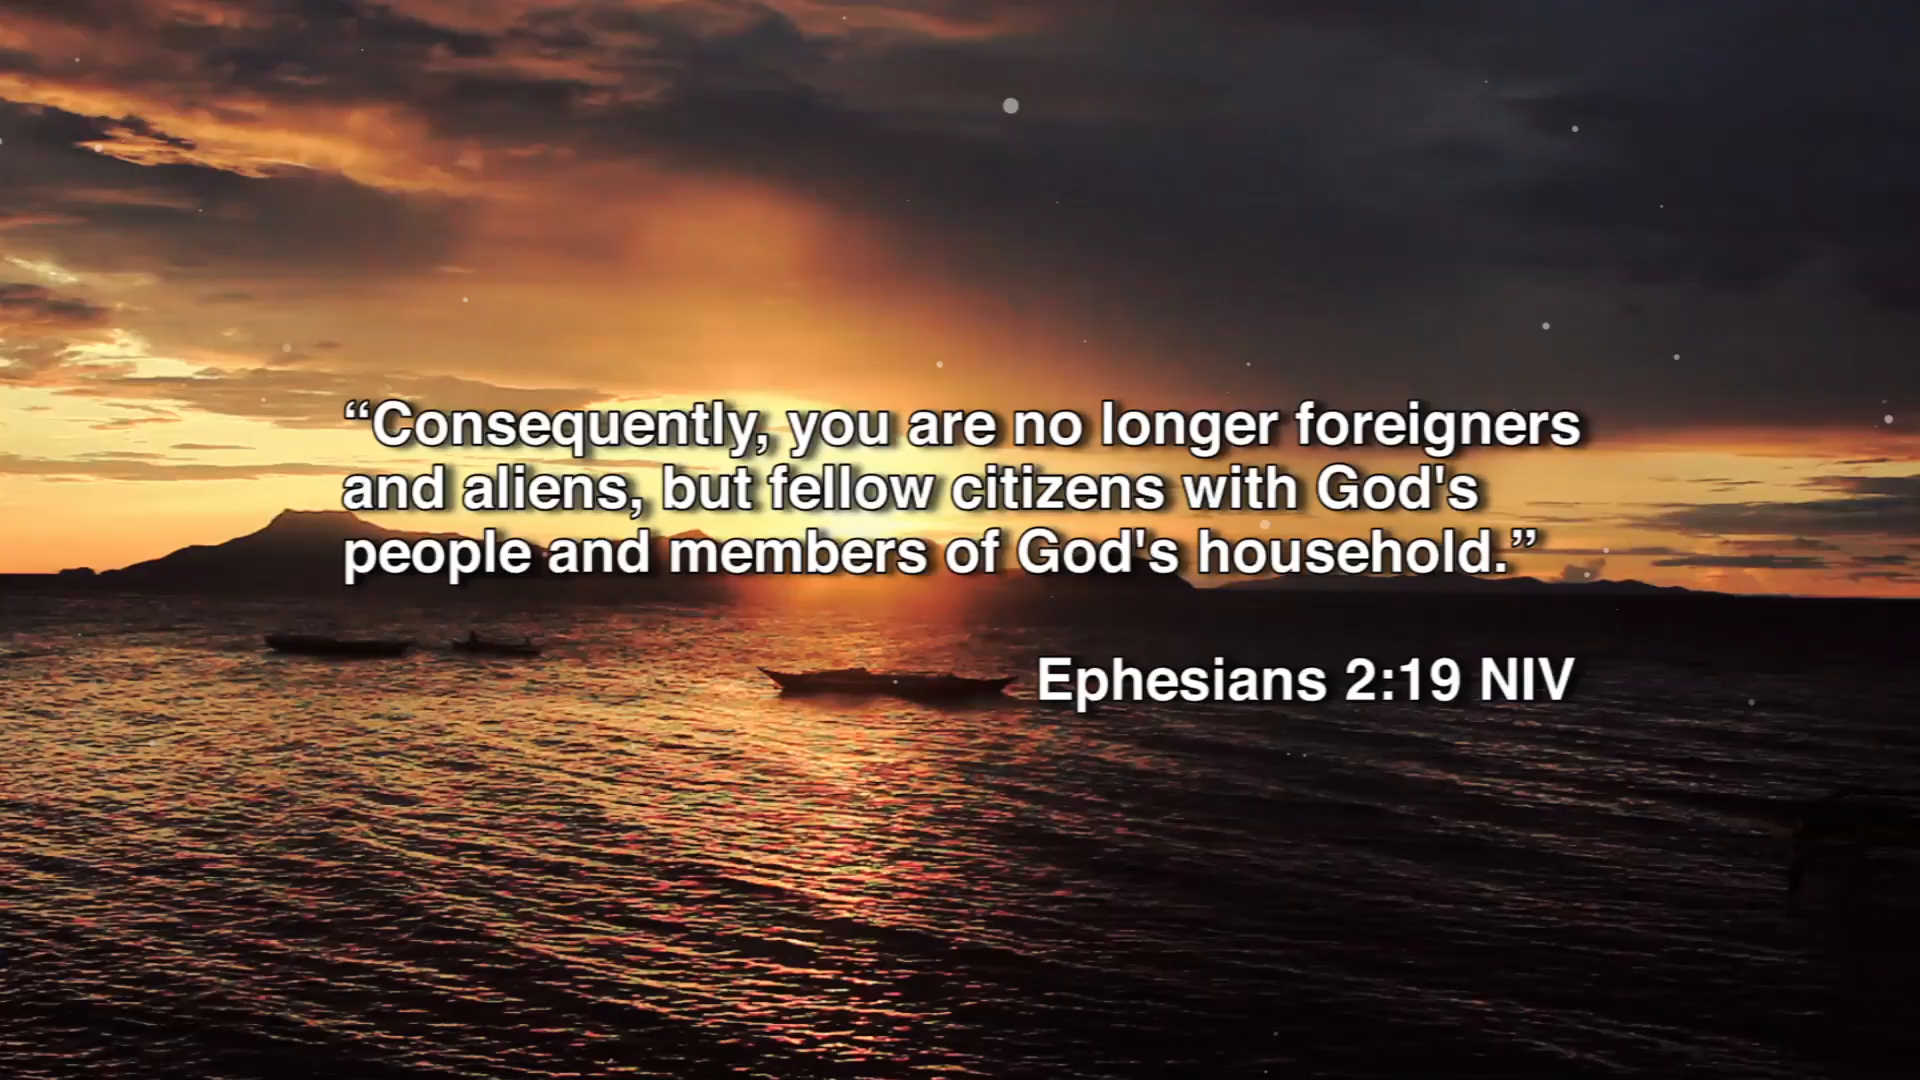 “Consequently, you are no longer foreigners
and aliens, but fellow citizens with God's
people and members of God's household.”
Ephesians 2:19 NIV